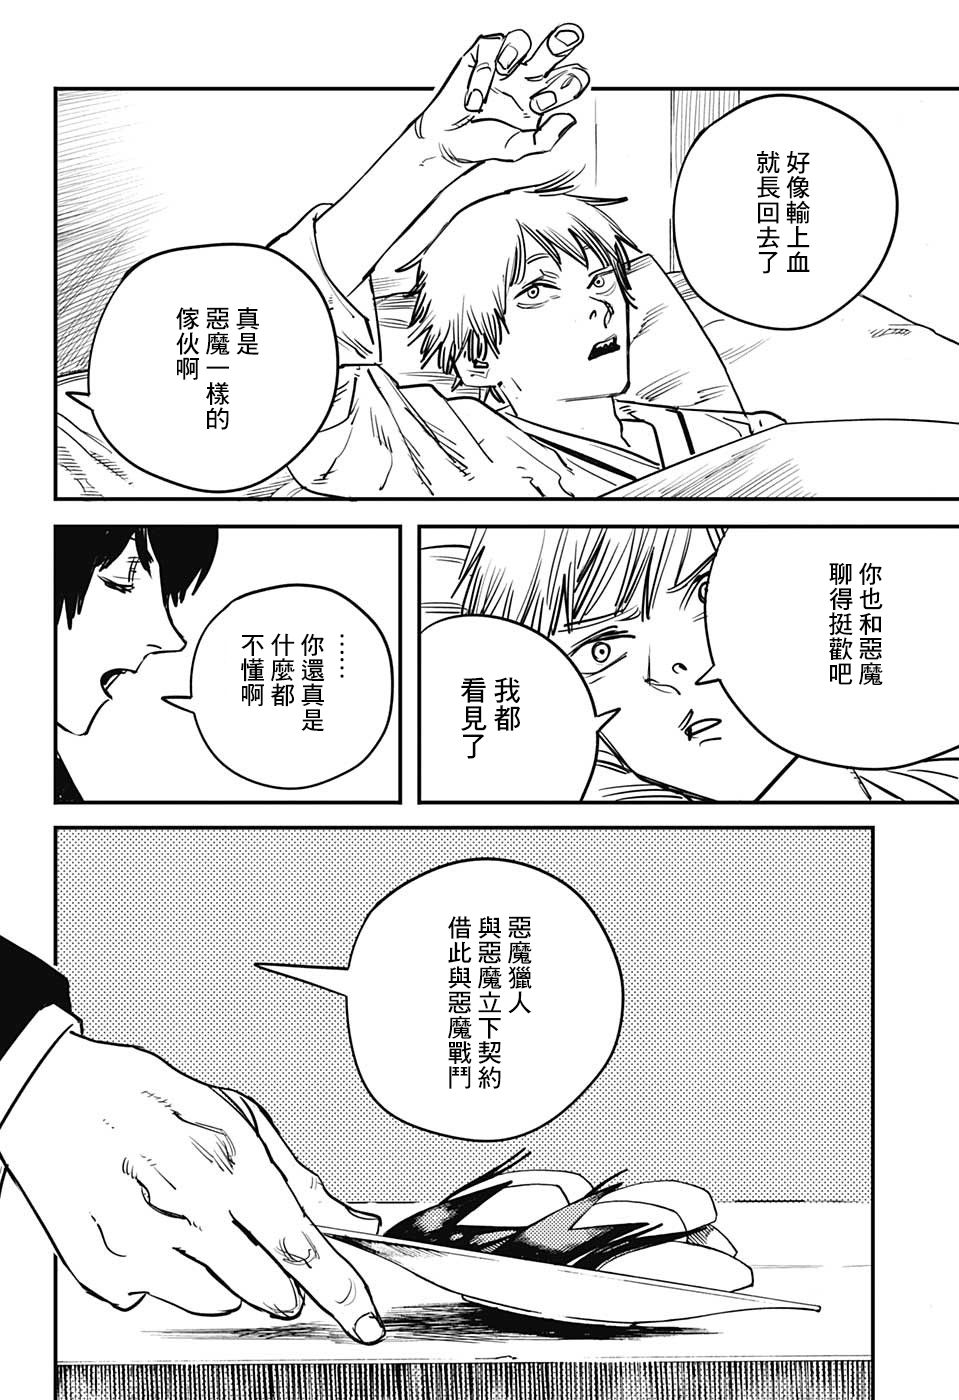 好像輸上血
就長回去了
真是
惡魔一樣的
傢伙啊
你也和惡魔
聊得挺歡吧
我都
看見了
……
你還真是
什麼都
不懂啊
惡魔獵人
與惡魔立下契約
借此與惡魔戰鬥